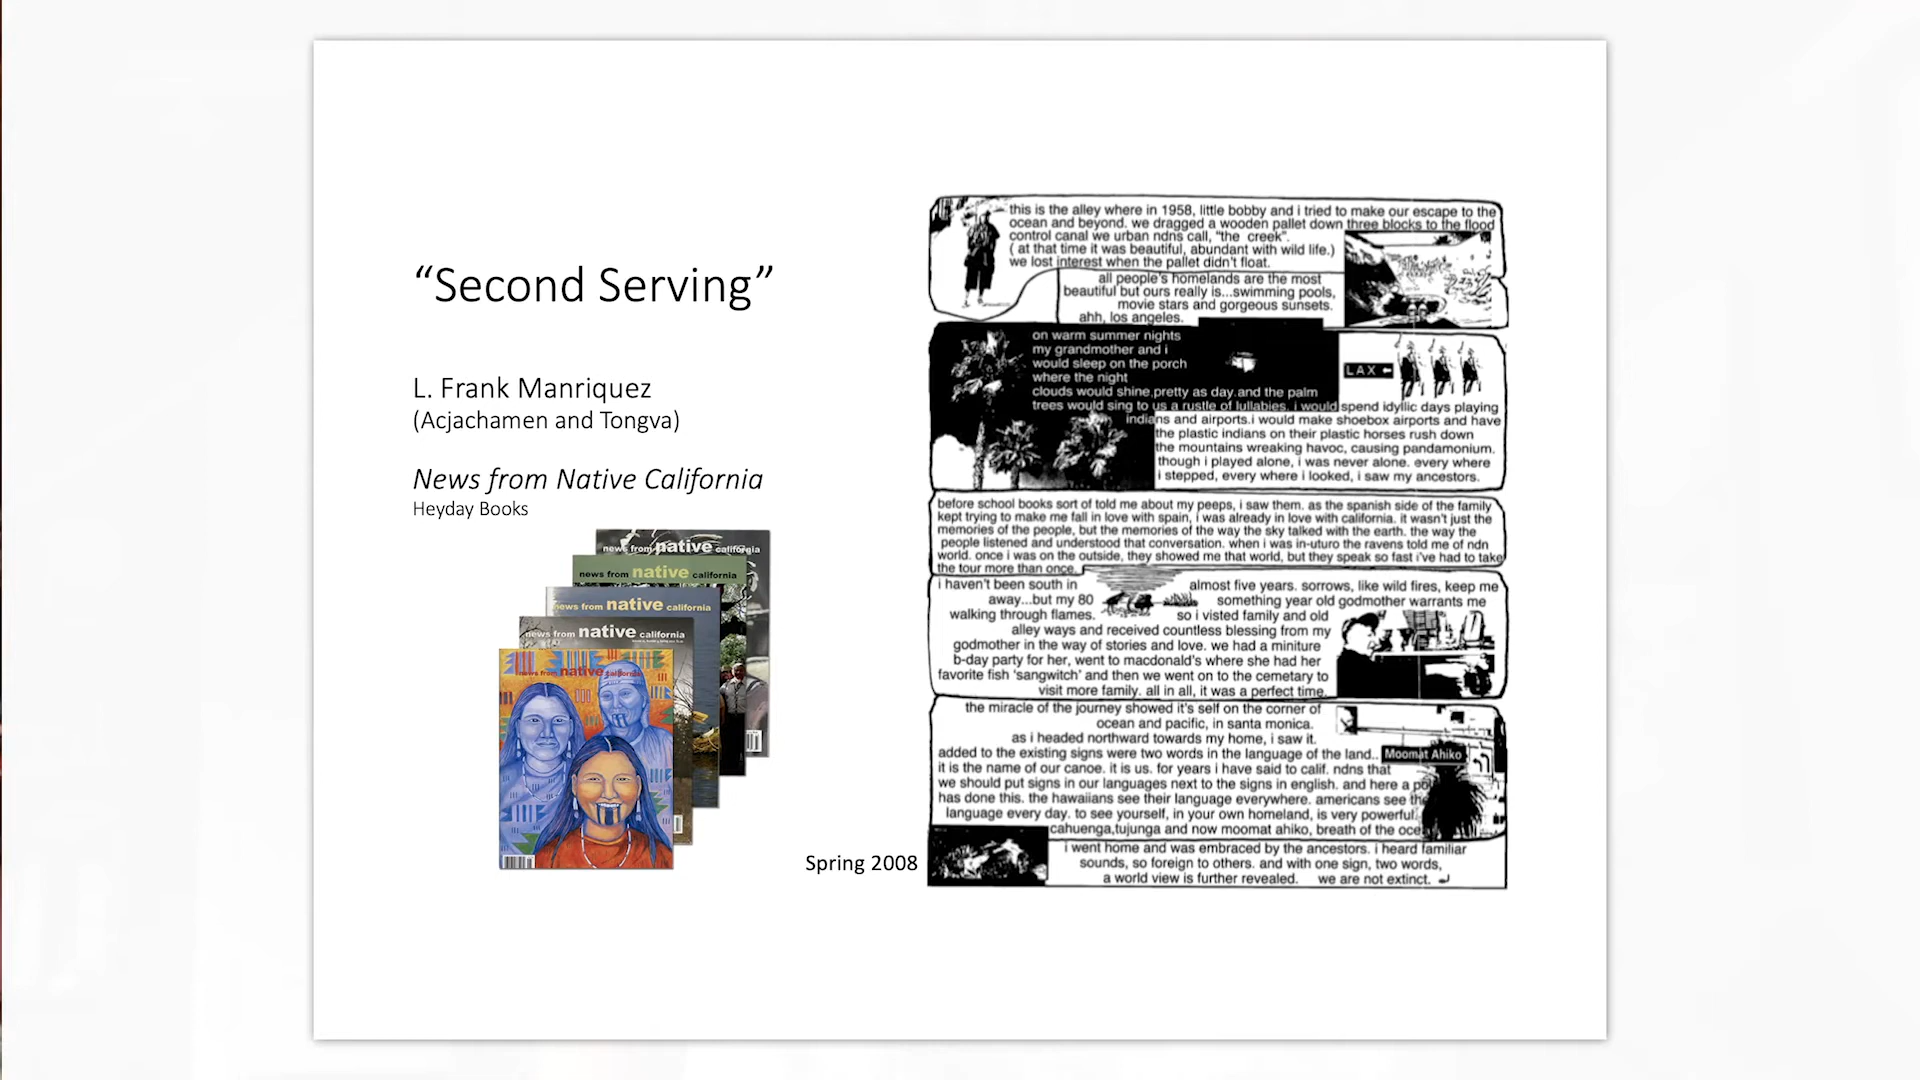 “Second Serving”
L. Frank Manriquez
(Acjachamen and Tongva)
News from Native California
Heyday Books
news from native california
news from native california
news from native california
news from native california
news from native california
Spring 2008
this is the alley where in 1958, little bobby and i tried to make our escape to the
ocean and beyond. we dragged a wooden pallet down three blocks to the flood
control canal we urban ndns call, "the creek".
( at that time it was beautiful, abundant with wild life.)
we lost interest when the pallet didn't float.
all people's homelands are the most
beautiful but ours really is...swimming pools,
movie stars and gorgeous sunsets.
ahh, los angeles.
on warm summer nights
my grandmother and i
would sleep on the porch
where the night
clouds would shine,pretty as day.and the palm
trees would sing to us a rustle of lullabies. i would spend idyllic days playing
LAX
indians and airports.i would make shoebox airports and have
the plastic indians on their plastic horses rush down
the mountains wreaking havoc, causing pandamonium.
though i played alone, i was never alone. every where
i stepped, every where i looked, i saw my ancestors.
before school books sort of told me about my peeps, i saw them. as the spanish side of the family
kept trying to make me fall in love with spain, i was already in love with california. it wasn't just the
memories of the people, but the memories of the way the sky talked with the earth. the way the
people listened and understood that conversation. when i was in-uturo the ravens told me of ndn
world. once i was on the outside, they showed me that world, but they speak so fast i've had to take
the tour more than once.
i haven't been south in almost five years. sorrows, like wild fires, keep me
away...but my 80 something year old godmother warrants me
walking through flames. so i visted family and old
alley ways and received countless blessing from my
godmother in the way of stories and love. we had a miniture
b-day party for her, went to macdonald's where she had her
favorite fish 'sangwitch' and then we went on to the cemetary to
visit more family. all in all, it was a perfect time.
the miracle of the journey showed it's self on the corner of
ocean and pacific, in santa monica.
as i headed northward towards my home, i saw it.
added to the existing signs were two words in the language of the land..
Moomat Ahiko
it is the name of our canoe. it is us. for years i have said to calif. ndns that
we should put signs in our languages next to the signs in english. and here a po
has done this. the hawaiians see their language everywhere. americans see the
language every day. to see yourself, in your own homeland, is very powerful.
cahuenga,tujunga and now moomat ahiko, breath of the oce
i went home and was embraced by the ancestors. i heard familiar
sounds, so foreign to others. and with one sign, two words,
a world view is further revealed. we are not extinct.